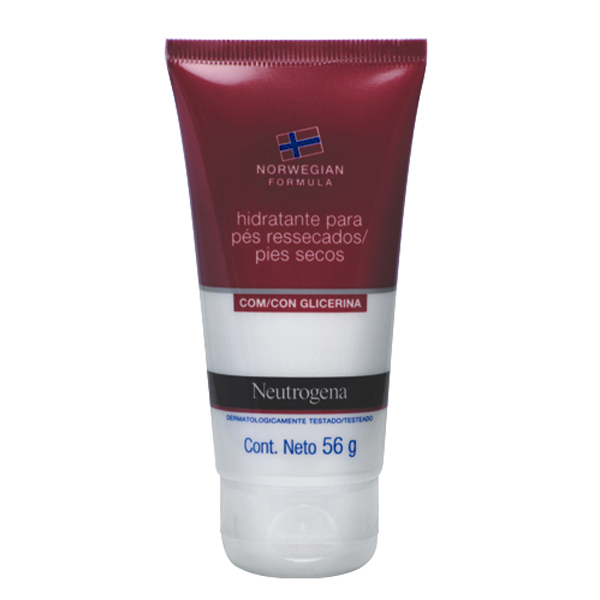 NORWEGIAN
FORMULA
hidratante para
pés ressecados/
pies secos
COM/CON GLICERINA
Neutrogena
DERMATOLOGICAMENTE TESTADO/TESTEADO
Cont. Neto 56 g